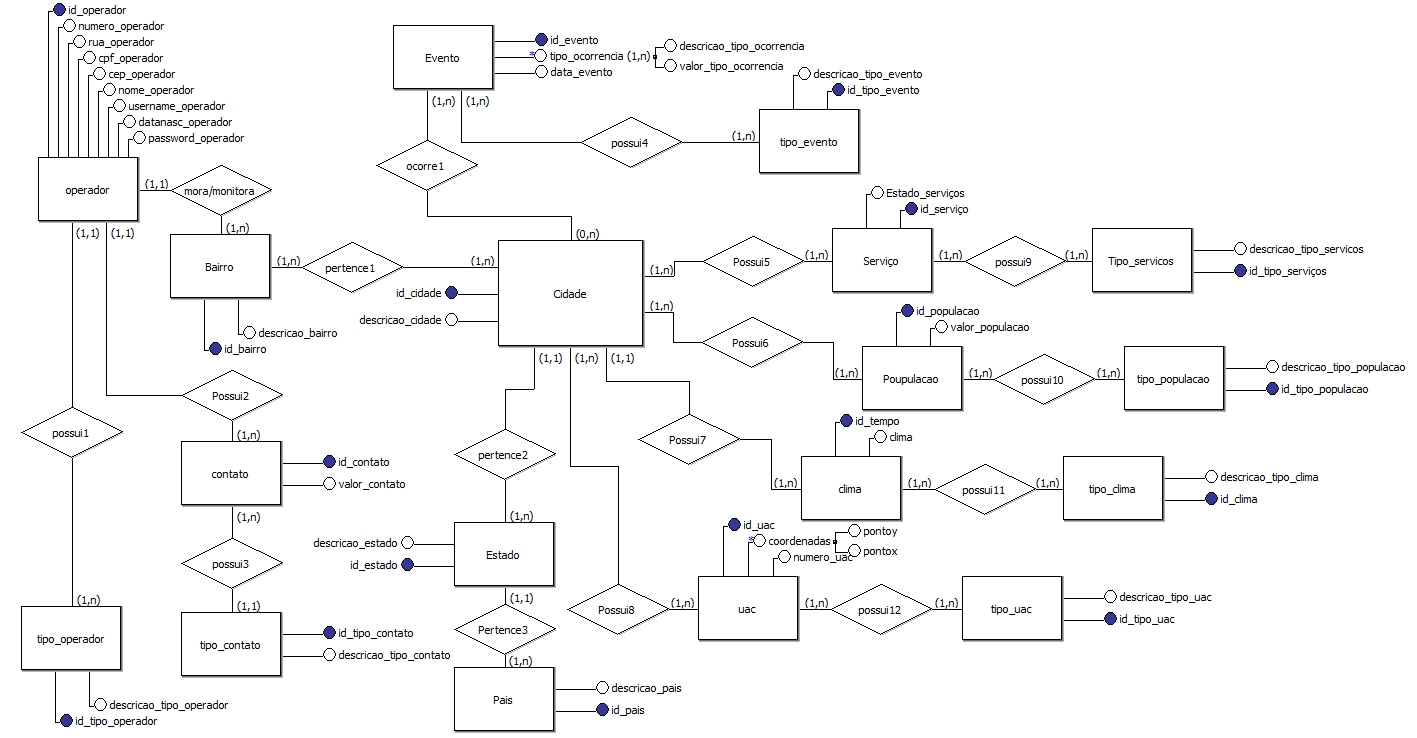 id_operador
numero_operador
rua_operador
cpf_operador
cep_operador
nome_operador
username_operador
datanasc_operador
password_operador
operador
(1,1)
mora/monitora
(1,1)
(1,1)
(1,n)
Bairro
(1,n)
pertence1
(1,n)
descricao_bairro
id_bairro
Evento
id_evento
*
tipo_ocorrencia (1,n)
descricao_tipo_ocorrencia
valor_tipo_ocorrencia
data_evento
(1,n)
(1,n)
ocorre1
possui4
(1,n)
descricao_tipo_evento
id_tipo_evento
tipo_evento
(0,n)
Cidade
id_cidade
descricao_cidade
(1,n)
Possui5
(1,n)
Estado_serviços
id_serviço
Serviço
(1,n)
possui9
(1,n)
Tipo_servicos
descricao_tipo_servicos
id_tipo_serviços
(1,n)
Possui6
(1,n)
id_populacao
valor_populacao
Poupulacao
(1,n)
possui10
(1,n)
tipo_populacao
descricao_tipo_populacao
id_tipo_populacao
(1,1)
(1,n)
(1,1)
Possui7
(1,n)
id_tempo
clima
clima
(1,n)
possui11
(1,n)
tipo_clima
descricao_tipo_clima
id_clima
Possui2
(1,n)
contato
id_contato
valor_contato
(1,n)
possui3
(1,1)
tipo_contato
id_tipo_contato
descricao_tipo_contato
possui1
(1,n)
tipo_operador
descricao_tipo_operador
id_tipo_operador
pertence2
(1,n)
Estado
descricao_estado
id_estado
(1,1)
Pertence3
(1,n)
Pais
descricao_pais
id_pais
Possui8
(1,n)
id_uac
*
coordenadas
pontoy
pontox
numero_uac
uac
(1,n)
possui12
(1,n)
tipo_uac
descricao_tipo_uac
id_tipo_uac